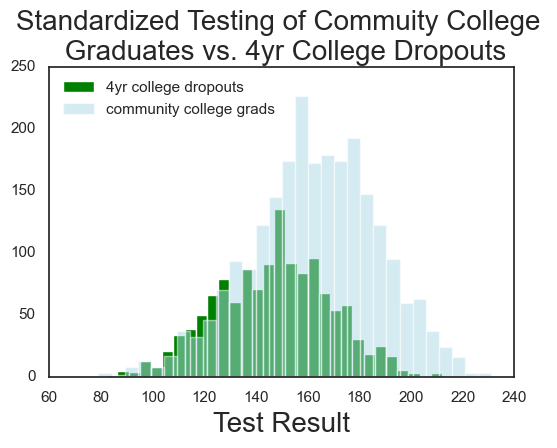 Standardized Testing of Commuity College
Graduates vs. 4yr College Dropouts
250
200
150
100
50
0
4yr college dropouts
community college grads
60 80 100 120 140 160 180 200 220 240
Test Result